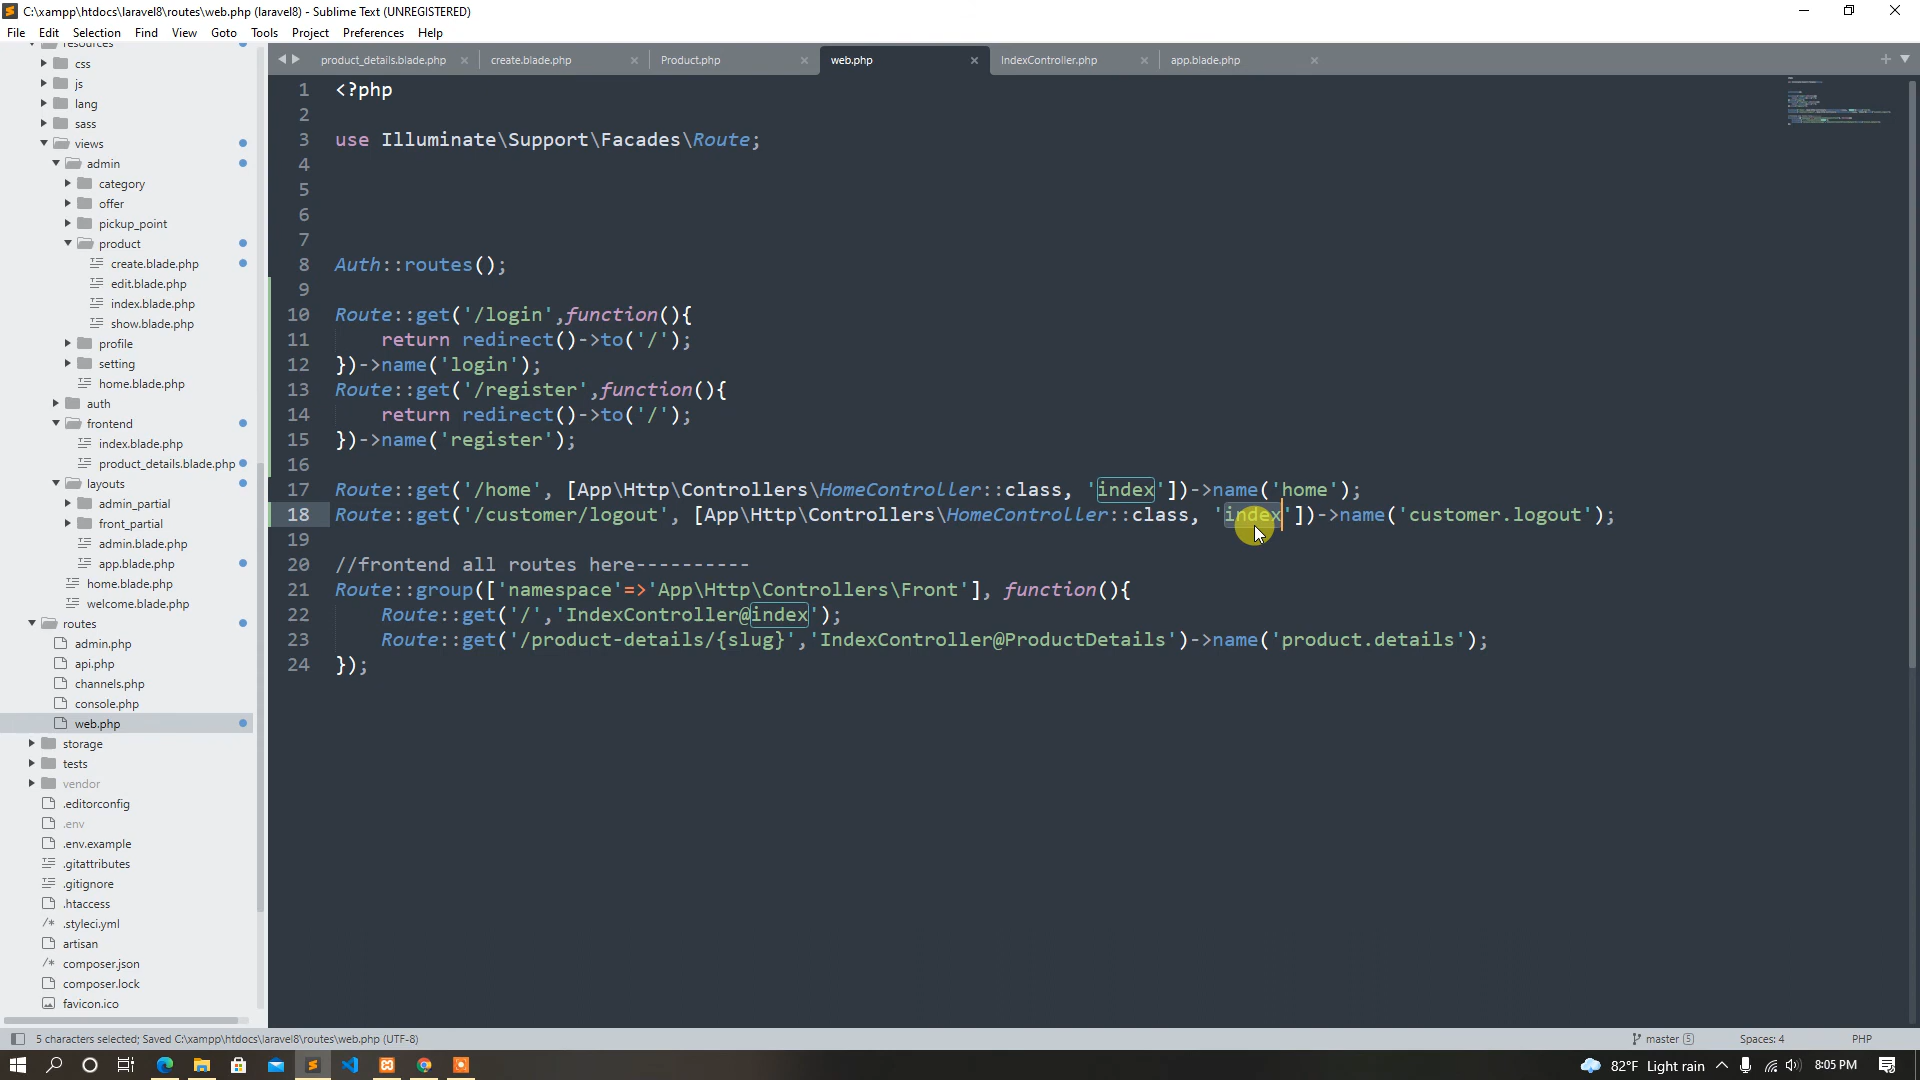 C:\xampp\htdocs\laravel8\routes\web.php (laravel8) - Sublime Text (UNREGISTERED)
File Edit Selection Find View Goto Tools Project Preferences Help
resources
css
js
lang
sass
views
admin
category
offer
pickup_point
product
create.blade.php
edit.blade.php
index.blade.php
show.blade.php
profile
setting
home.blade.php
auth
frontend
index.blade.php
product_details.blade.php
layouts
admin_partial
front_partial
admin.blade.php
app.blade.php
home.blade.php
welcome.blade.php
routes
admin.php
api.php
channels.php
console.php
web.php
storage
tests
vendor
.editorconfig
.env
.env.example
.gitattributes
.gitignore
.htaccess
.styleci.yml
artisan
composer.json
composer.lock
favicon.ico
product_details.blade.php create.blade.php Product.php web.php IndexController.php app.blade.php
1 <?php
2
3 use Illuminate\Support\Facades\Route;
4
5
6
7
8 Auth::routes();
9
10 Route::get('/login',function(){
11 return redirect()->to('/');
12 })->name('login');
13 Route::get('/register',function(){
14 return redirect()->to('/');
15 })->name('register');
16
17 Route::get('/home', [App\Http\Controllers\HomeController::class, 'index'])->name('home');
18 Route::get('/customer/logout', [App\Http\Controllers\HomeController::class, 'index'])->name('customer.logout');
19
20 //frontend all routes here----------
21 Route::group(['namespace'=>'App\Http\Controllers\Front'], function(){
22 Route::get('/','IndexController@index');
23 Route::get('/product-details/{slug}','IndexController@ProductDetails')->name('product.details');
24 });
5 characters selected; Saved C:\xampp\htdocs\laravel8\routes\web.php (UTF-8) master 5 Spaces: 4 PHP
82°F Light rain 8:05 PM